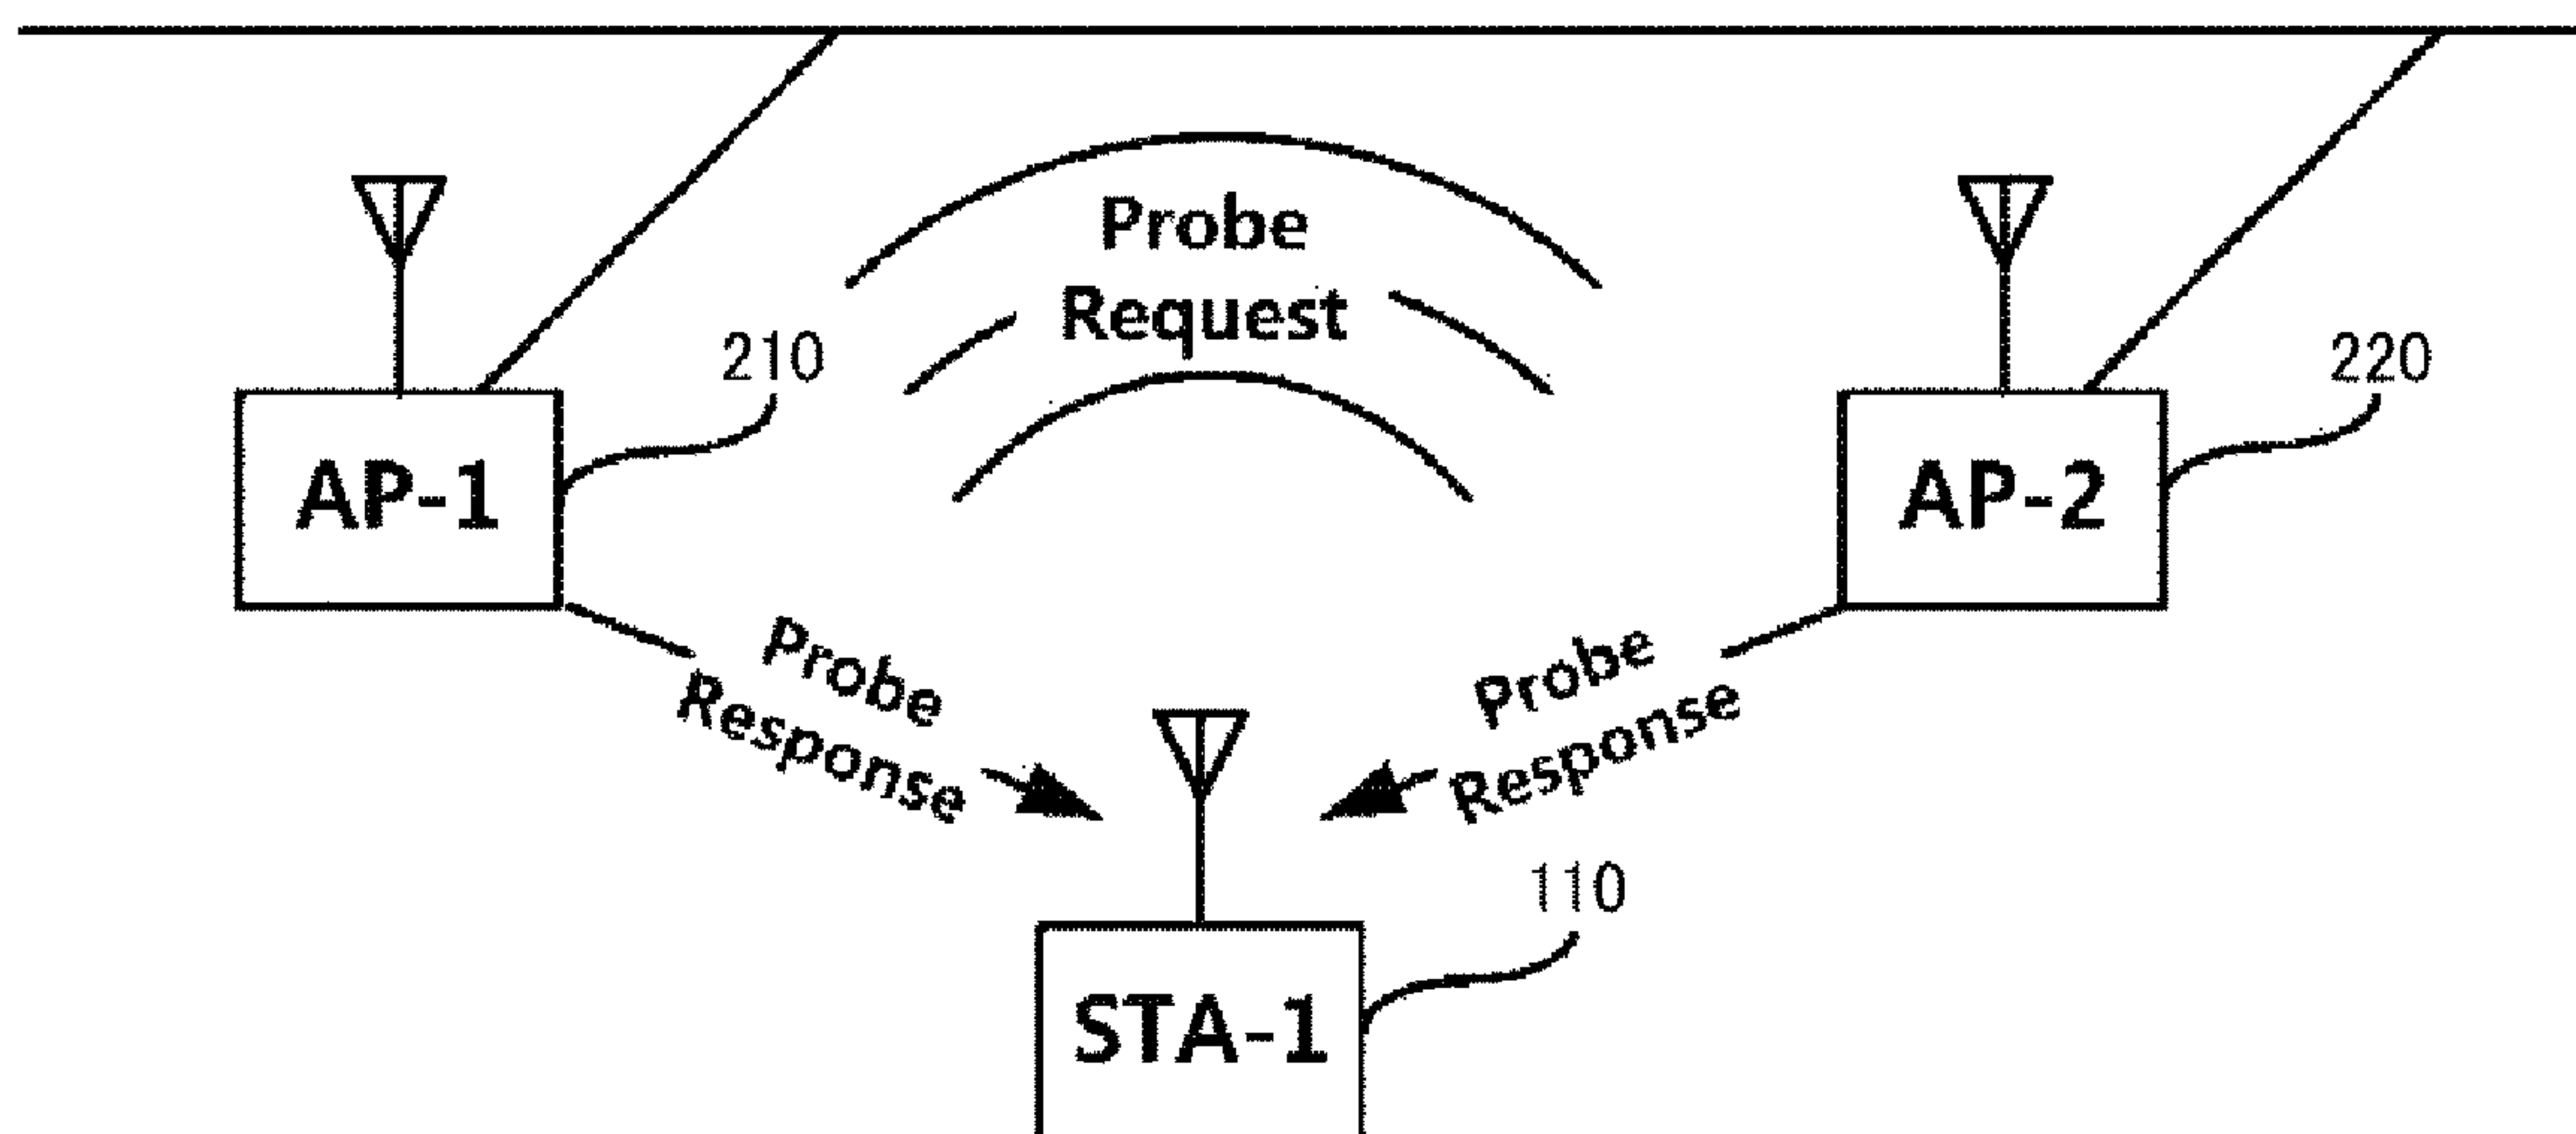 Probe
Request
210
220
AP-1
AP-2
Probe
Response
Probe
Response
110
STA-1